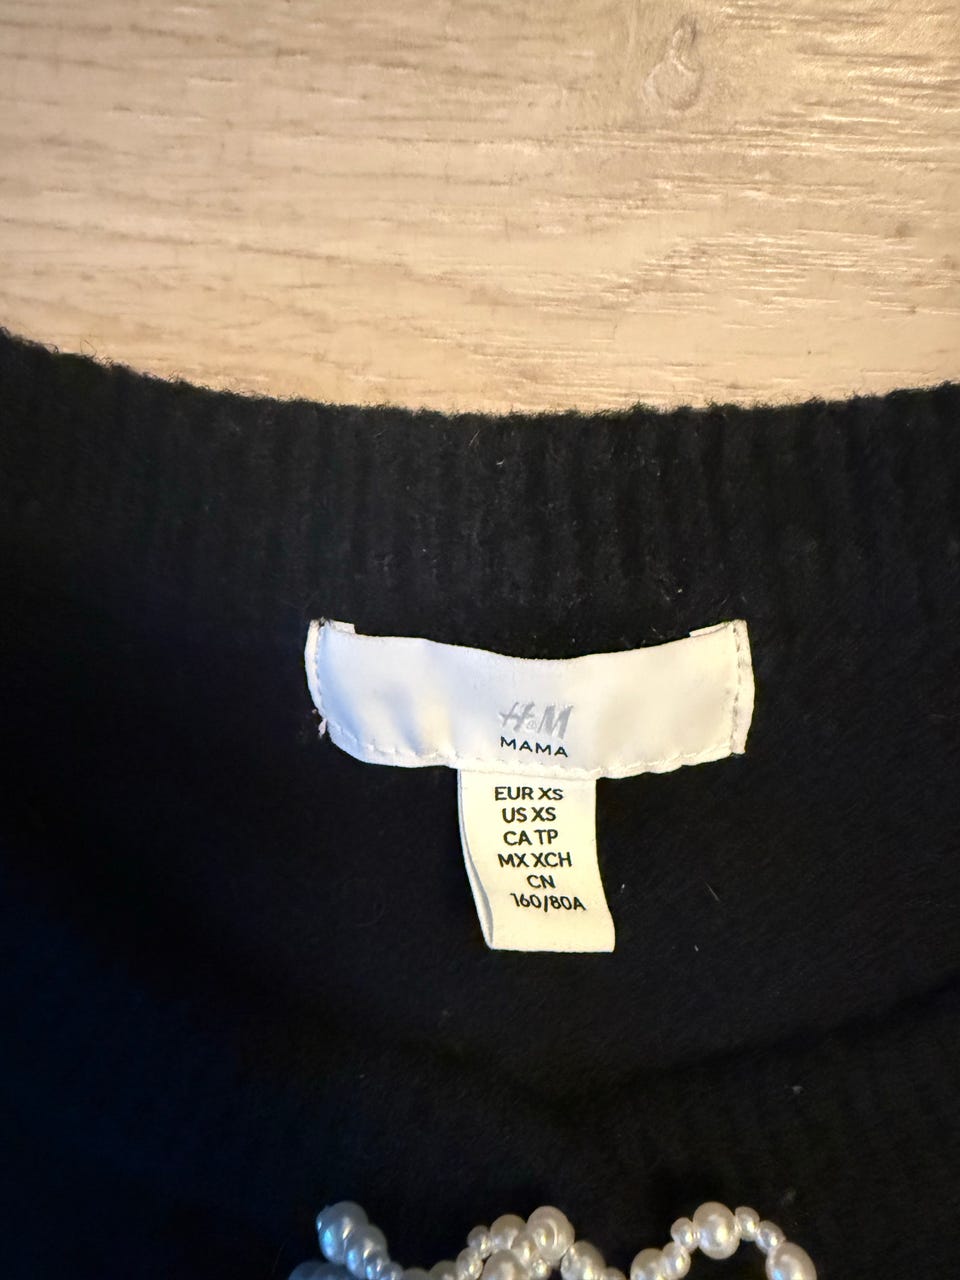 H&M
MAMA
EUR XS
US XS
CA TP
MX XCH
CN
160/80A